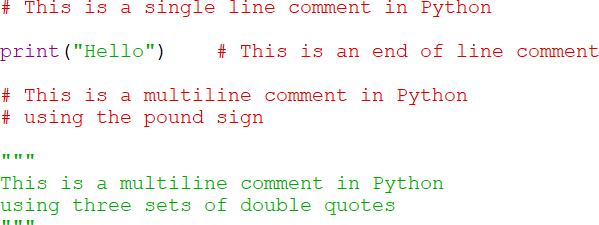 # This is a single line comment in Python
print("Hello")    # This is an end of line comment
# This is a multiline comment in Python
# using the pound sign
"""
This is a multiline comment in Python
using three sets of double quotes
"""